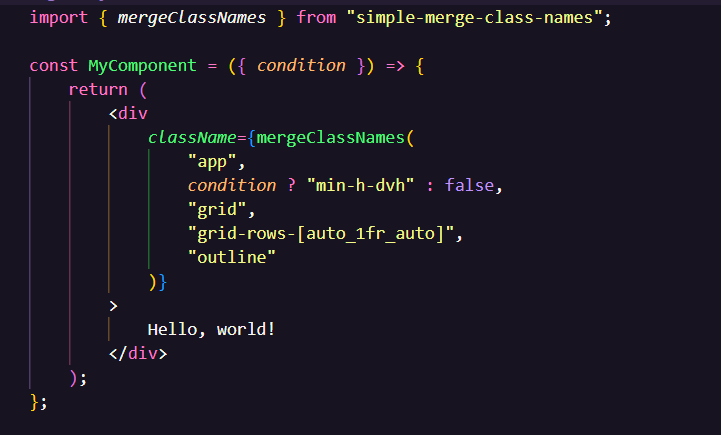 import { mergeClassNames } from "simple-merge-class-names";

const MyComponent = ({ condition }) => {
    return (
        <div
            className={mergeClassNames(
                "app",
                condition ? "min-h-dvh" : false,
                "grid",
                "grid-rows-[auto_1fr_auto]",
                "outline"
            )}
        >
            Hello, world!
        </div>
    );
};